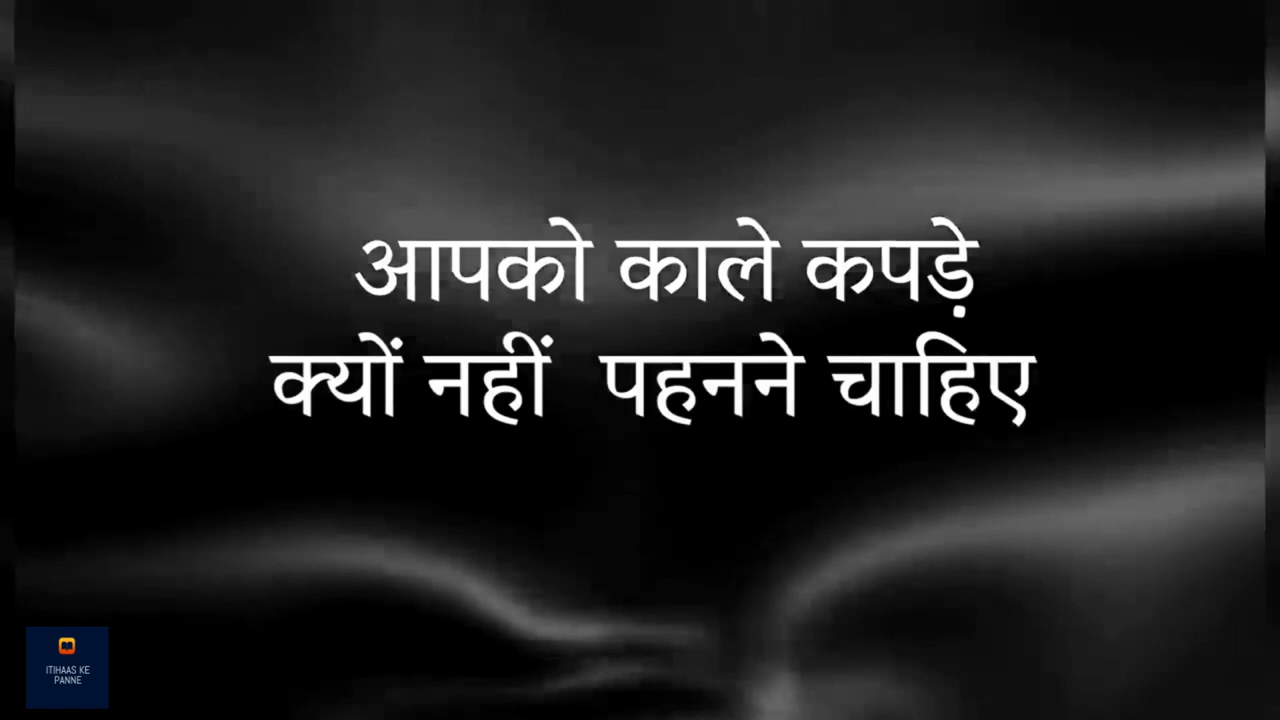 आपको काले कपड़े
क्यों नहीं पहनने चाहिए
ITIHAAS KE
PANNE